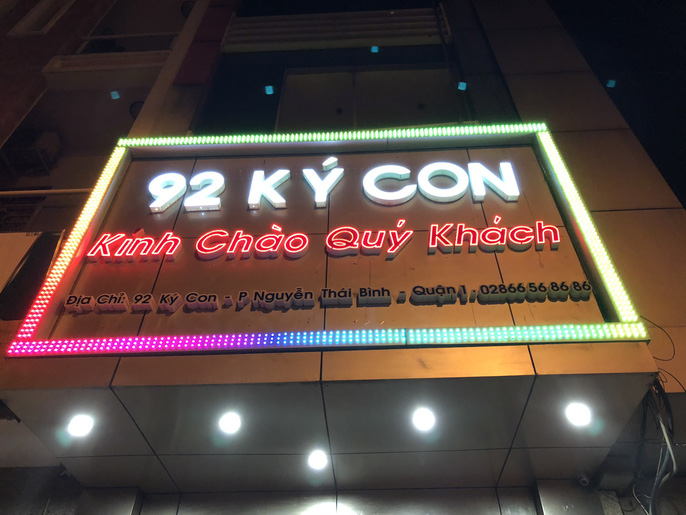 92 KÝ CON
Kính Chào Quý Khách
Địa Chỉ: 92 Ký Con - P Nguyễn Thái Bình - Quận 1, 02866 56 86 86